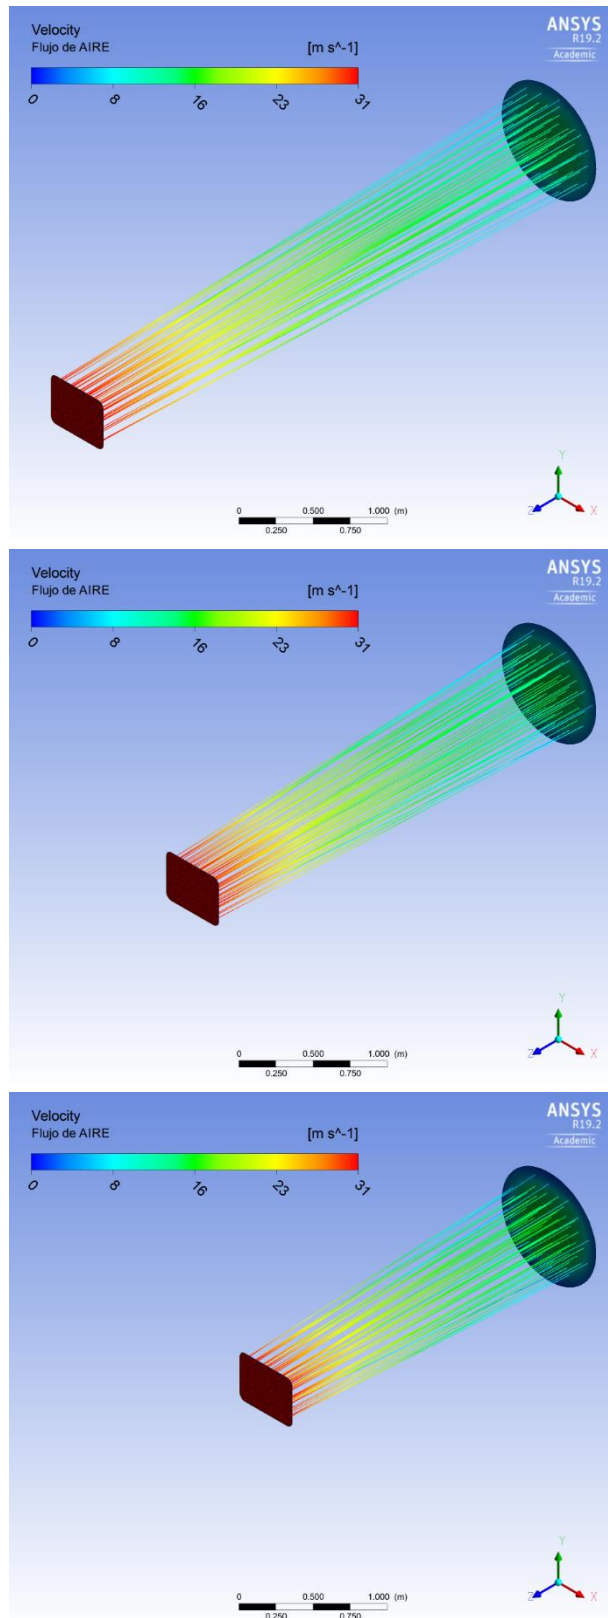 Velocity
Flujo de AIRE [m s^-1]
ANSYS
R19.2
Academic
0 8 16 23 31
Y
Z X
0 0.500 1.000 (m)
0.250 0.750
Velocity
Flujo de AIRE [m s^-1]
ANSYS
R19.2
Academic
0 8 16 23 31
Y
Z X
0 0.500 1.000 (m)
0.250 0.750
Velocity
Flujo de AIRE [m s^-1]
ANSYS
R19.2
Academic
0 8 16 23 31
Y
Z X
0 0.500 1.000 (m)
0.250 0.750